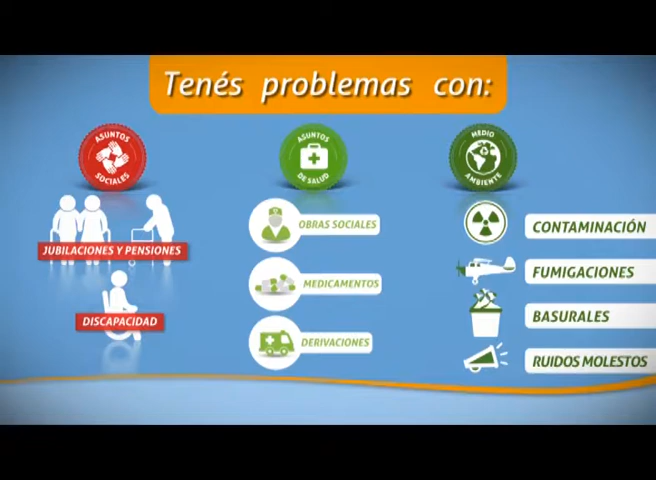 Tenés problemas con:
ASUNTOS
SOCIALES
JUBILACIONES Y PENSIONES
DISCAPACIDAD
ASUNTOS
DE SALUD
OBRAS SOCIALES
MEDICAMENTOS
DERIVACIONES
MEDIO
AMBIENTE
CONTAMINACIÓN
FUMIGACIONES
BASURALES
RUIDOS MOLESTOS